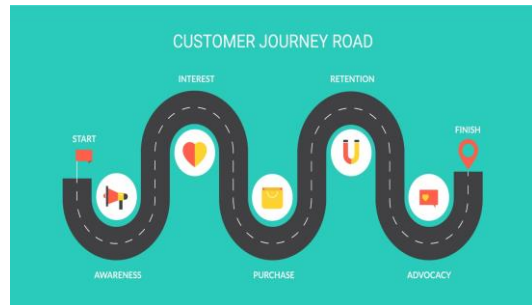 CUSTOMER JOURNEY ROAD
INTEREST
RETENTION
START
FINISH
AWARENESS
PURCHASE
ADVOCACY